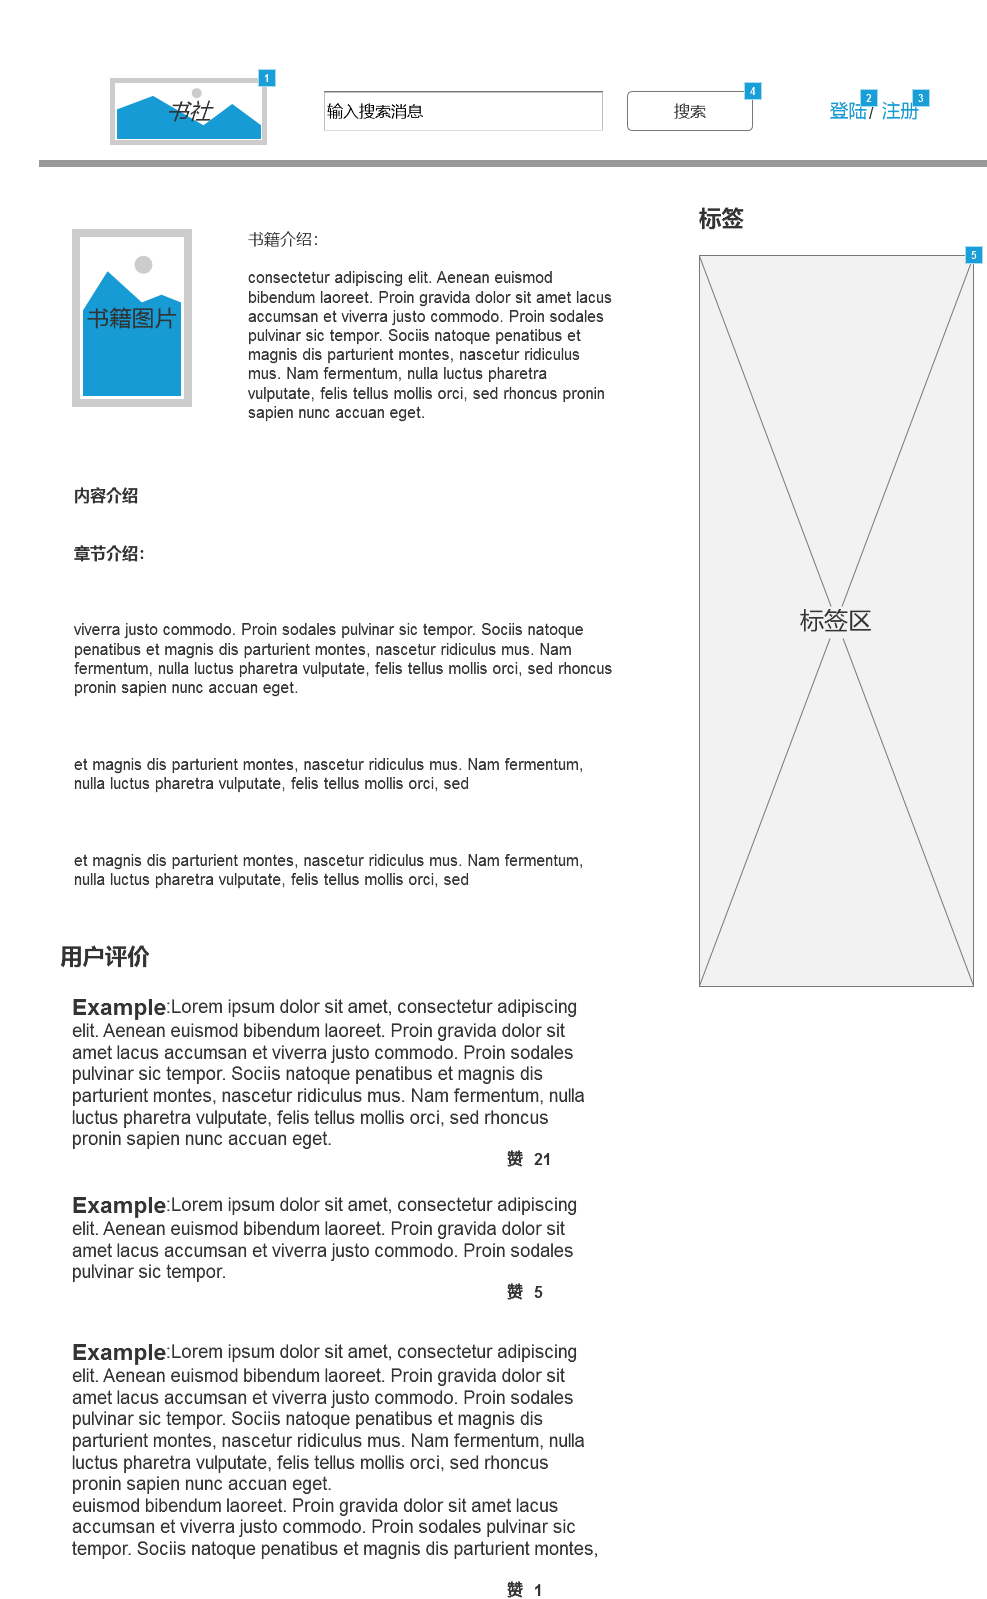 1
书社
输入搜索消息
搜索
4
登陆/ 注册
2
3
标签
5
标签区
书籍图片
书籍介绍：
consectetur adipiscing elit. Aenean euismod
bibendum laoreet. Proin gravida dolor sit amet lacus
accumsan et viverra justo commodo. Proin sodales
pulvinar sic tempor. Sociis natoque penatibus et
magnis dis parturient montes, nascetur ridiculus
mus. Nam fermentum, nulla luctus pharetra
vulputate, felis tellus mollis orci, sed rhoncus pronin
sapien nunc accuan eget.
内容介绍
章节介绍：
viverra justo commodo. Proin sodales pulvinar sic tempor. Sociis natoque
penatibus et magnis dis parturient montes, nascetur ridiculus mus. Nam
fermentum, nulla luctus pharetra vulputate, felis tellus mollis orci, sed rhoncus
pronin sapien nunc accuan eget.
et magnis dis parturient montes, nascetur ridiculus mus. Nam fermentum,
nulla luctus pharetra vulputate, felis tellus mollis orci, sed
et magnis dis parturient montes, nascetur ridiculus mus. Nam fermentum,
nulla luctus pharetra vulputate, felis tellus mollis orci, sed
用户评价
Example:Lorem ipsum dolor sit amet, consectetur adipiscing
elit. Aenean euismod bibendum laoreet. Proin gravida dolor sit
amet lacus accumsan et viverra justo commodo. Proin sodales
pulvinar sic tempor. Sociis natoque penatibus et magnis dis
parturient montes, nascetur ridiculus mus. Nam fermentum, nulla
luctus pharetra vulputate, felis tellus mollis orci, sed rhoncus
pronin sapien nunc accuan eget.
赞 21
Example:Lorem ipsum dolor sit amet, consectetur adipiscing
elit. Aenean euismod bibendum laoreet. Proin gravida dolor sit
amet lacus accumsan et viverra justo commodo. Proin sodales
pulvinar sic tempor.
赞 5
Example:Lorem ipsum dolor sit amet, consectetur adipiscing
elit. Aenean euismod bibendum laoreet. Proin gravida dolor sit
amet lacus accumsan et viverra justo commodo. Proin sodales
pulvinar sic tempor. Sociis natoque penatibus et magnis dis
parturient montes, nascetur ridiculus mus. Nam fermentum, nulla
luctus pharetra vulputate, felis tellus mollis orci, sed rhoncus
pronin sapien nunc accuan eget.
euismod bibendum laoreet. Proin gravida dolor sit amet lacus
accumsan et viverra justo commodo. Proin sodales pulvinar sic
tempor. Sociis natoque penatibus et magnis dis parturient montes,
赞 1